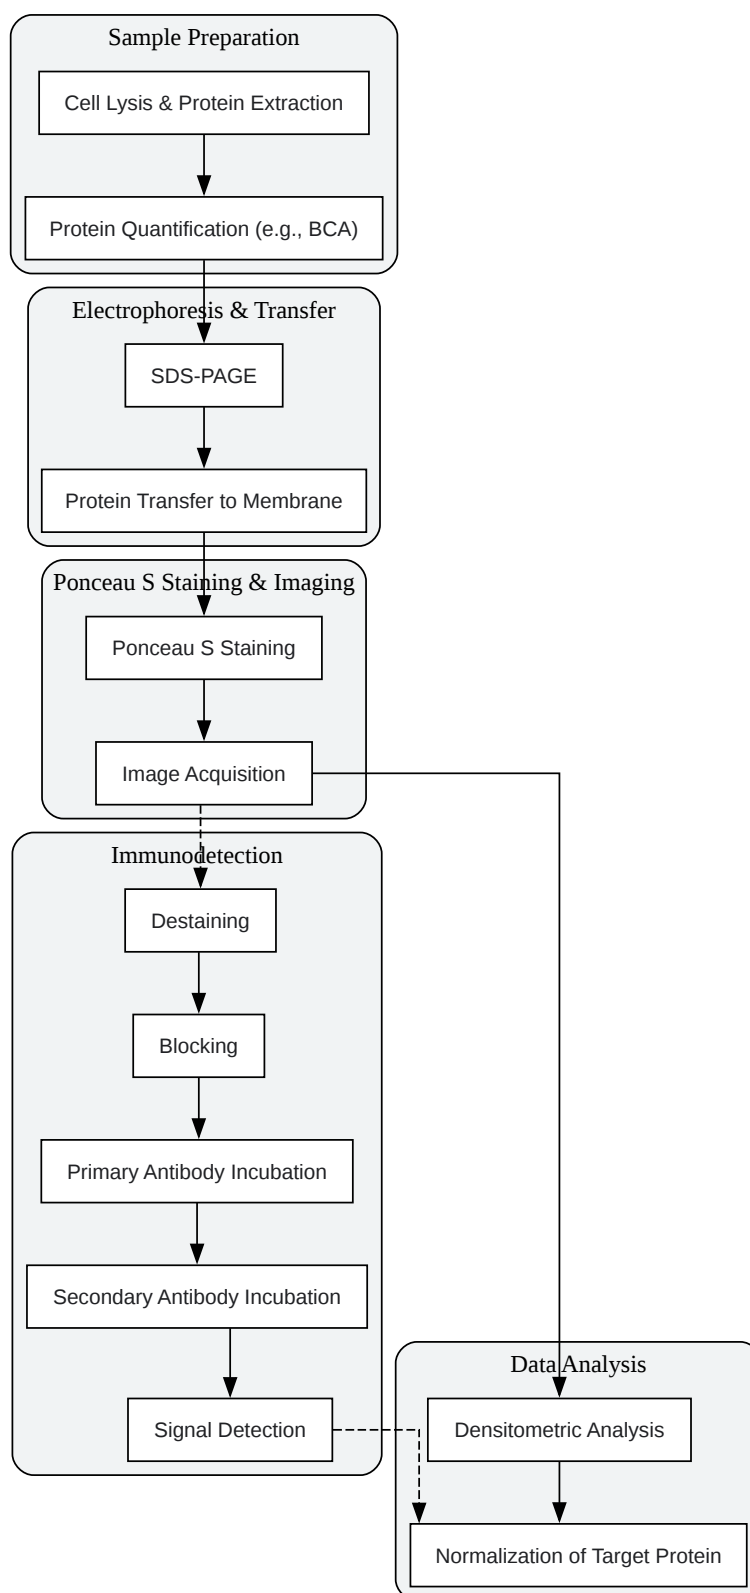 Sample Preparation
Cell Lysis & Protein Extraction
Protein Quantification (e.g., BCA)
Electrophoresis & Transfer
SDS-PAGE
Protein Transfer to Membrane
Ponceau S Staining & Imaging
Ponceau S Staining
Image Acquisition
Immunodetection
Destaining
Blocking
Primary Antibody Incubation
Secondary Antibody Incubation
Signal Detection
Data Analysis
Densitometric Analysis
Normalization of Target Protein